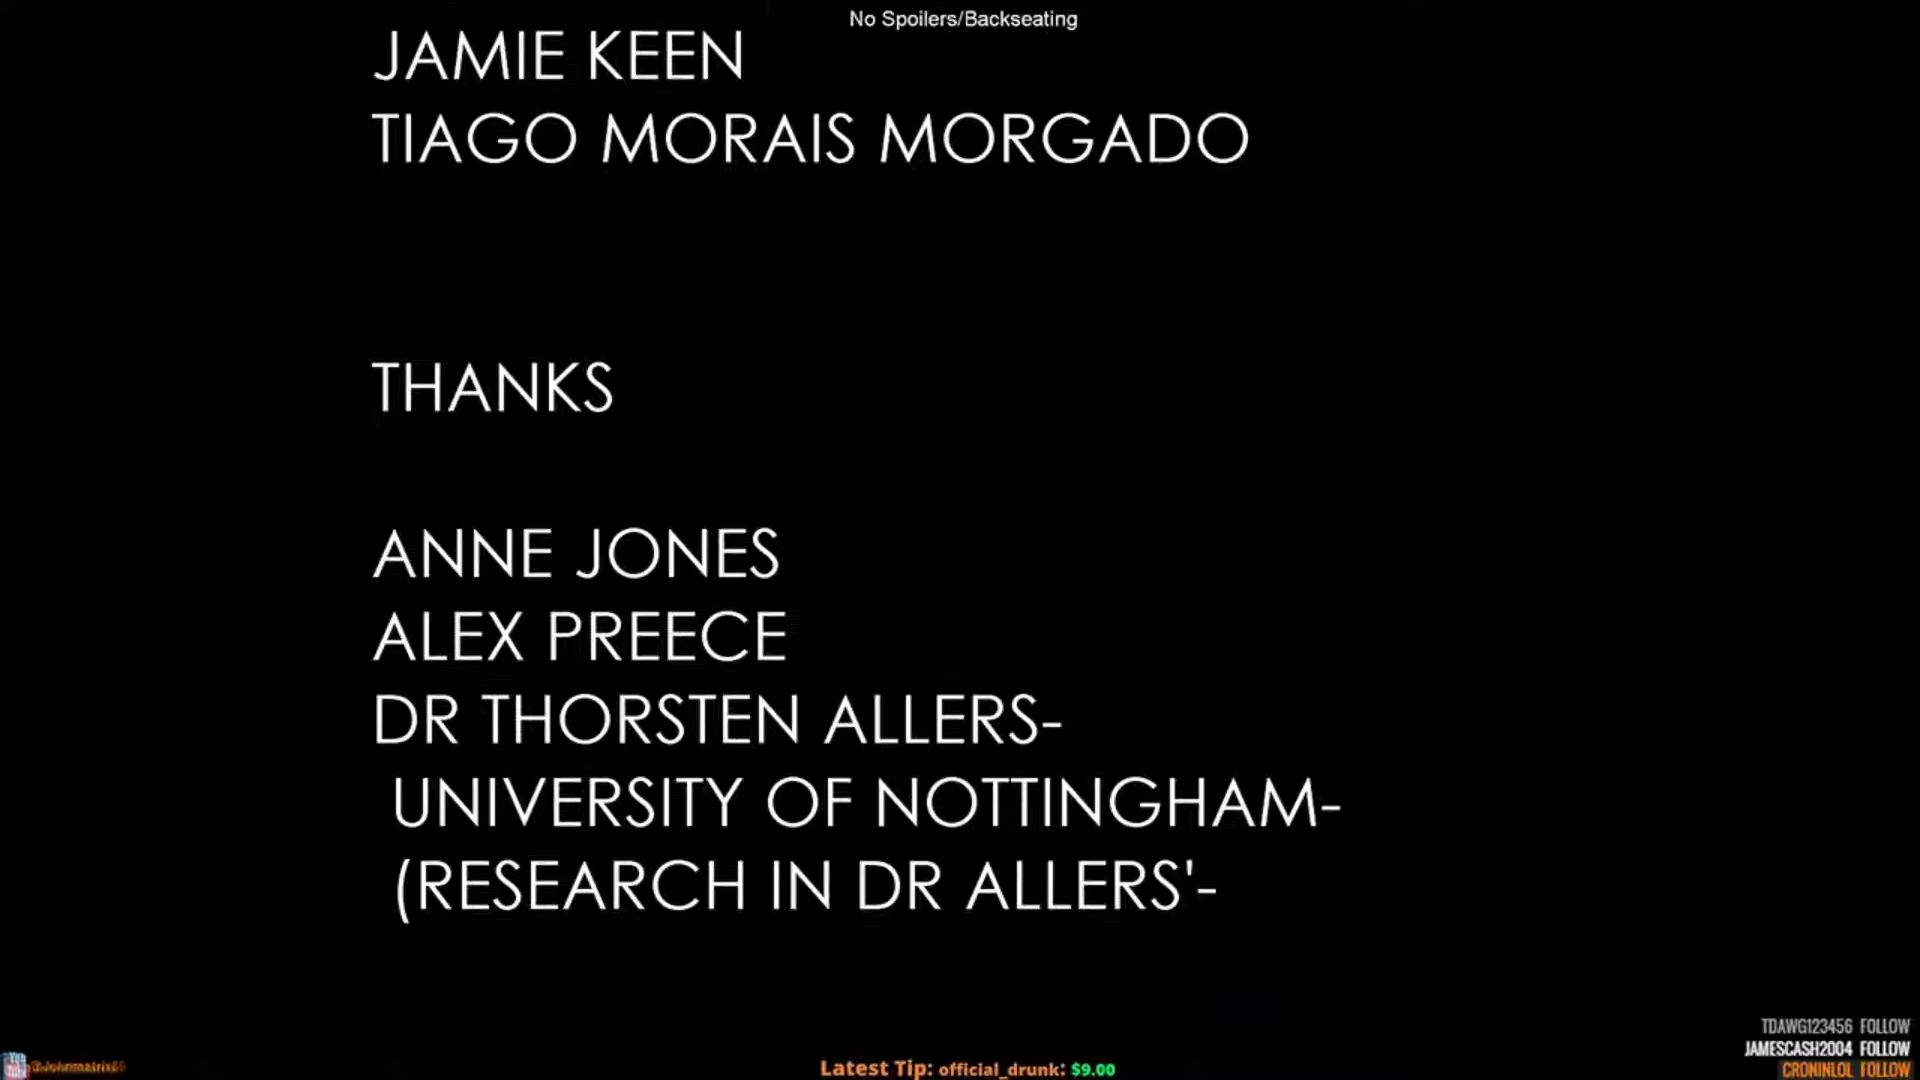 No Spoilers/Backseating
JAMIE KEEN
TIAGO MORAIS MORGADO
THANKS
ANNE JONES
ALEX PREECE
DR THORSTEN ALLERS-
UNIVERSITY OF NOTTINGHAM-
(RESEARCH IN DR ALLERS'-
TDAWG123456 FOLLOW
JAMESCASH2004 FOLLOW
CRONINLOL FOLLOW
Latest Tip: official_drunk: $9.00